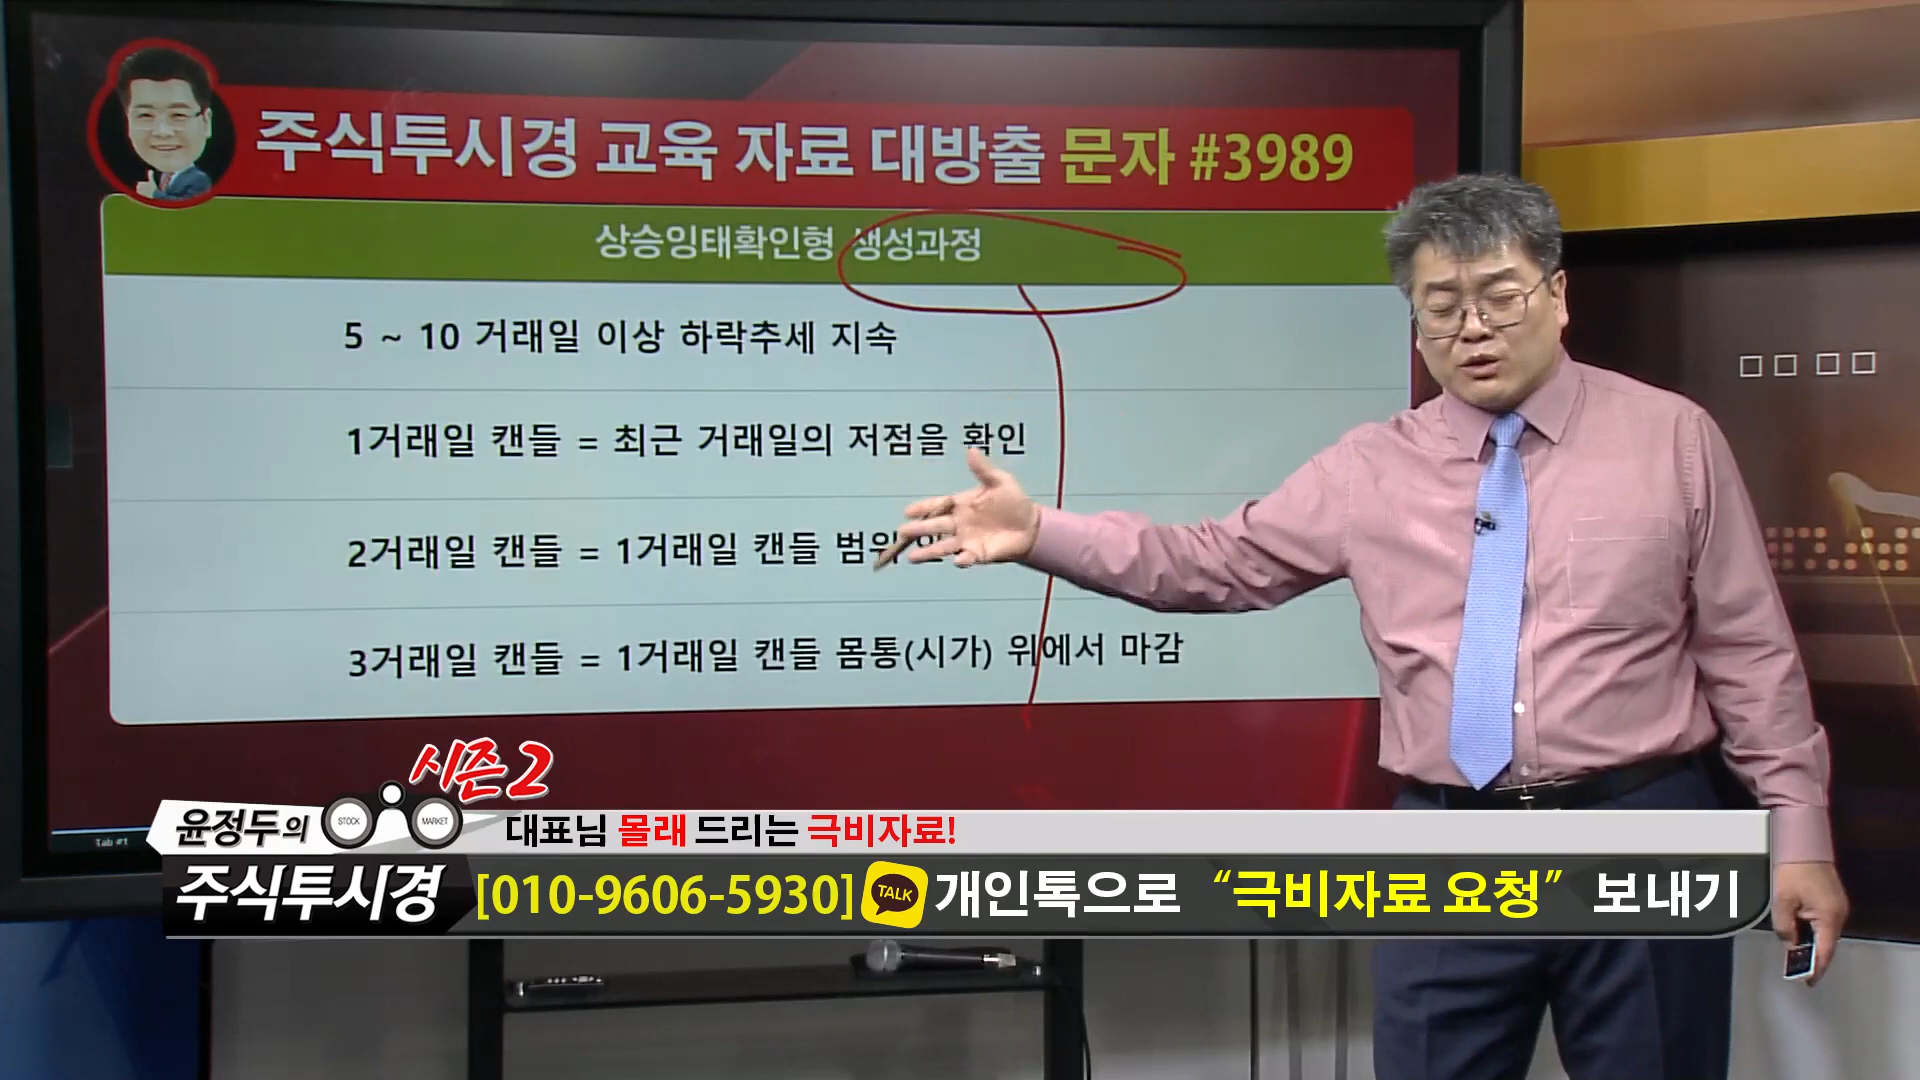 주식투시경 교육 자료 대방출 문자 #3989
상승잉태확인형 생성과정
5 ~ 10 거래일 이상 하락추세 지속
1거래일 캔들 = 최근 거래일의 저점을 확인
2거래일 캔들 = 1거래일 캔들 범위
3거래일 캔들 = 1거래일 캔들 몸통(시가) 위에서 마감
Tab #1
시즌2
윤정두의
STOCK
MARKET
주식투시경
대표님 몰래 드리는 극비자료!
[010-9606-5930] TALK 개인톡으로 “극비자료 요청” 보내기